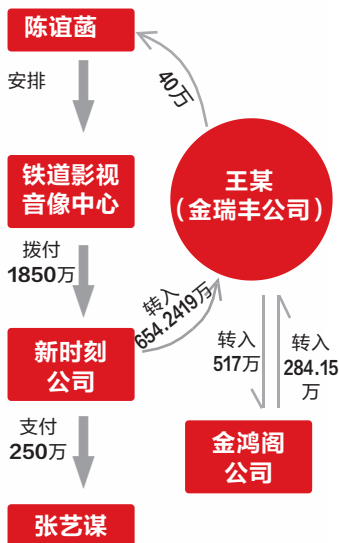 陈谊菡
安排
40万
铁道影视
音像中心
王某
（金瑞丰公司）
拨付
1850万
转入
654.2419万
新时刻
公司
转入
517万
转入
284.15
万
支付
250万
金鸿阁
公司
张艺谋